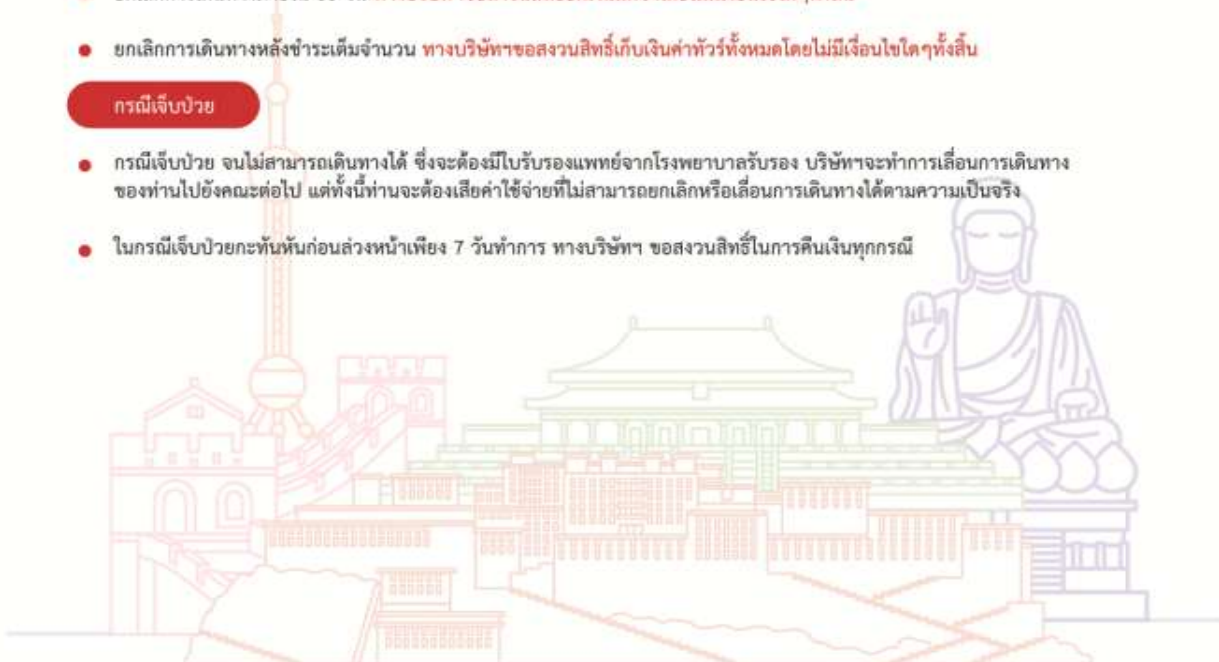 ยกเลิกการเดินทางหลังชำระเต็มจำนวน ทางบริษัทฯขอสงวนสิทธิ์เก็บเงินค่าทัวร์ทั้งหมดโดยไม่มีเงื่อนไขใดๆทั้งสิ้น
กรณีเจ็บป่วย
กรณีเจ็บป่วย จนไม่สามารถเดินทางได้ ซึ่งจะต้องมีใบรับรองแพทย์จากโรงพยาบาลรับรอง บริษัทฯจะทำการเลื่อนการเดินทาง
ของท่านไปยังคณะต่อไป แต่ทั้งนี้ท่านจะต้องเสียค่าใช้จ่ายที่ไม่สามารถยกเลิกหรือเลื่อนการเดินทางได้ตามความเป็นจริง
ในกรณีเจ็บป่วยกะทันหันก่อนล่วงหน้าเพียง 7 วันทำการ ทางบริษัทฯ ขอสงวนสิทธิ์ในการคืนเงินทุกกรณี